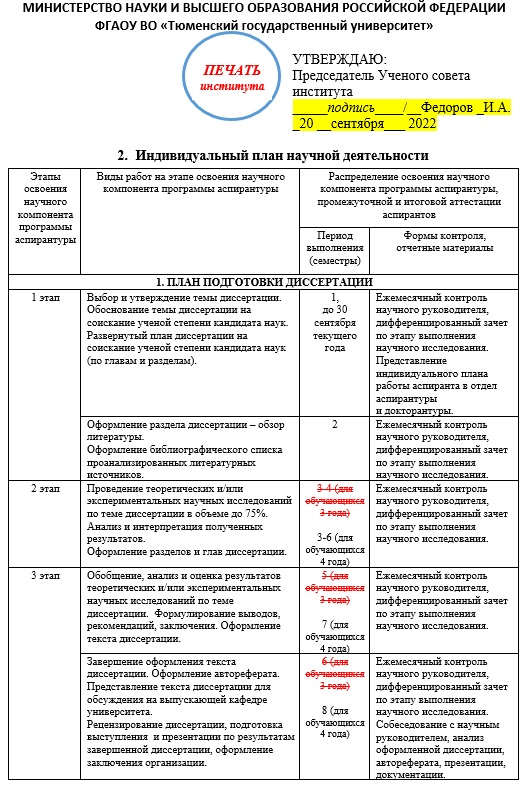 МИНИСТЕРСТВО НАУКИ И ВЫСШЕГО ОБРАЗОВАНИЯ РОССИЙСКОЙ ФЕДЕРАЦИИ
ФГАОУ ВО «Тюменский государственный университет»
ПЕЧАТЬ
института
УТВЕРЖДАЮ:
Председатель Ученого совета
института
_____подпись____/__Федоров _И.А.
_20 __сентября___ 2022
2. Индивидуальный план научной деятельности
Этапы
освоения
научного
компонента
программы
аспирантуры
Виды работ на этапе освоения научного
компонента программы аспирантуры
Распределение освоения научного
компонента программы аспирантуры,
промежуточной и итоговой аттестации
аспирантов
Период
выполнения
(семестры)
Формы контроля,
отчетные материалы
1. ПЛАН ПОДГОТОВКИ ДИССЕРТАЦИИ
1 этап
Выбор и утверждение темы диссертации.
Обоснование темы диссертации на
соискание ученой степени кандидата наук.
Развернутый план диссертации на
соискание ученой степени кандидата наук
(по главам и разделам).
1,
до 30
сентября
текущего
года
Ежемесячный контроль
научного руководителя,
дифференцированный зачет
по этапу выполнения
научного исследования.
Представление
индивидуального плана
работы аспиранта в отдел
аспирантуры
и докторантуры.
Оформление раздела диссертации – обзор
литературы.
Оформление библиографического списка
проанализированных литературных
источников.
2
Ежемесячный контроль
научного руководителя,
дифференцированный зачет
по этапу выполнения
научного исследования.
2 этап
Проведение теоретических и/или
экспериментальных научных исследований
по теме диссертации в объеме до 75%.
Анализ и интерпретация полученных
результатов.
Оформление разделов и глав диссертации.
3-4 (для
обучающихся
3 года)
3-6 (для
обучающихся
4 года)
Ежемесячный контроль
научного руководителя,
дифференцированный зачет
по этапу выполнения
научного исследования.
3 этап
Обобщение, анализ и оценка результатов
теоретических и/или экспериментальных
научных исследований по теме
диссертации. Формулирование выводов,
рекомендаций, заключения. Оформление
текста диссертации.
5 (для
обучающихся
3 года)
7 (для
обучающихся
4 года)
Ежемесячный контроль
научного руководителя,
дифференцированный зачет
по этапу выполнения
научного исследования.
Завершение оформления текста
диссертации. Оформление автореферата.
Представление текста диссертации для
обсуждения на выпускающей кафедре
университета.
Рецензирование диссертации, подготовка
выступления и презентации по результатам
завершенной диссертации, оформление
заключения организации.
6 (для
обучающихся
3 года)
8 (для
обучающихся
4 года)
Ежемесячный контроль
научного руководителя,
дифференцированный зачет
по этапу выполнения
научного исследования.
Собеседование с научным
руководителем, анализ
оформленной диссертации,
автореферата, презентации,
документации.